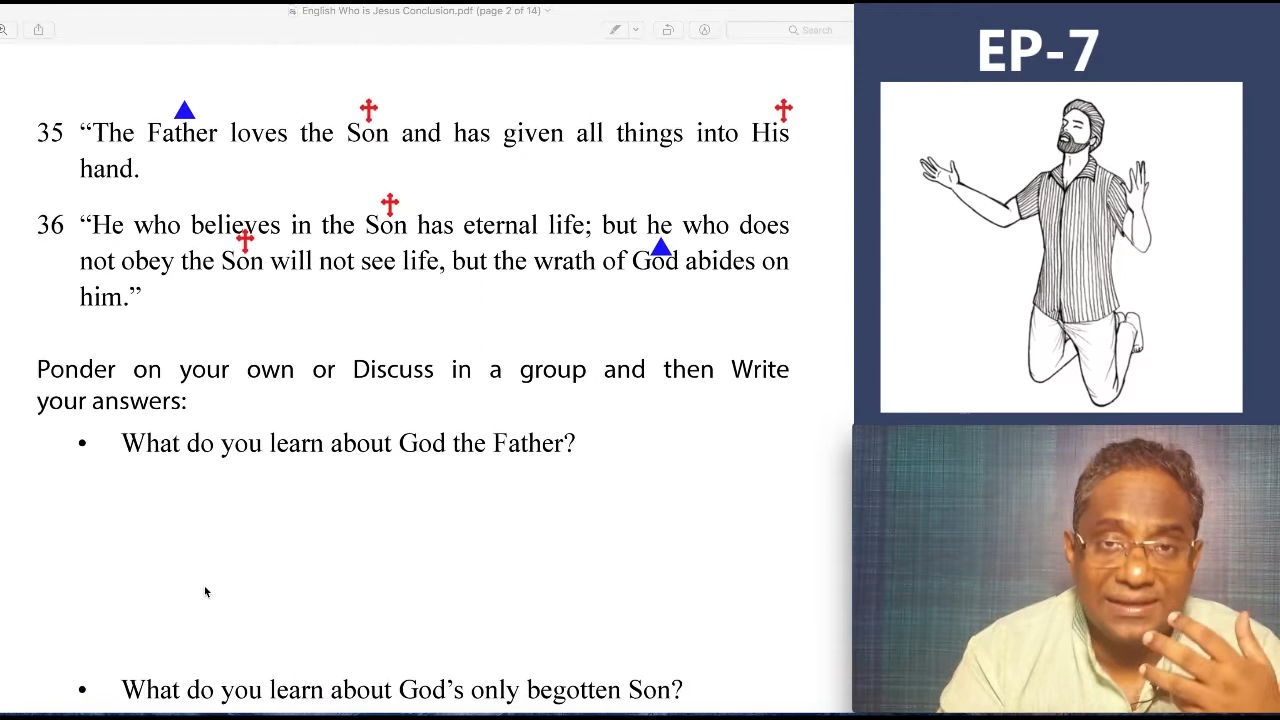 English Who is Jesus Conclusion.pdf (page 2 of 14)
Search
EP-7
35 “The Father loves the Son and has given all things into His
hand.
36 “He who believes in the Son has eternal life; but he who does
not obey the Son will not see life, but the wrath of God abides on
him.”
Ponder on your own or Discuss in a group and then Write
your answers:
• What do you learn about God the Father?
• What do you learn about God’s only begotten Son?